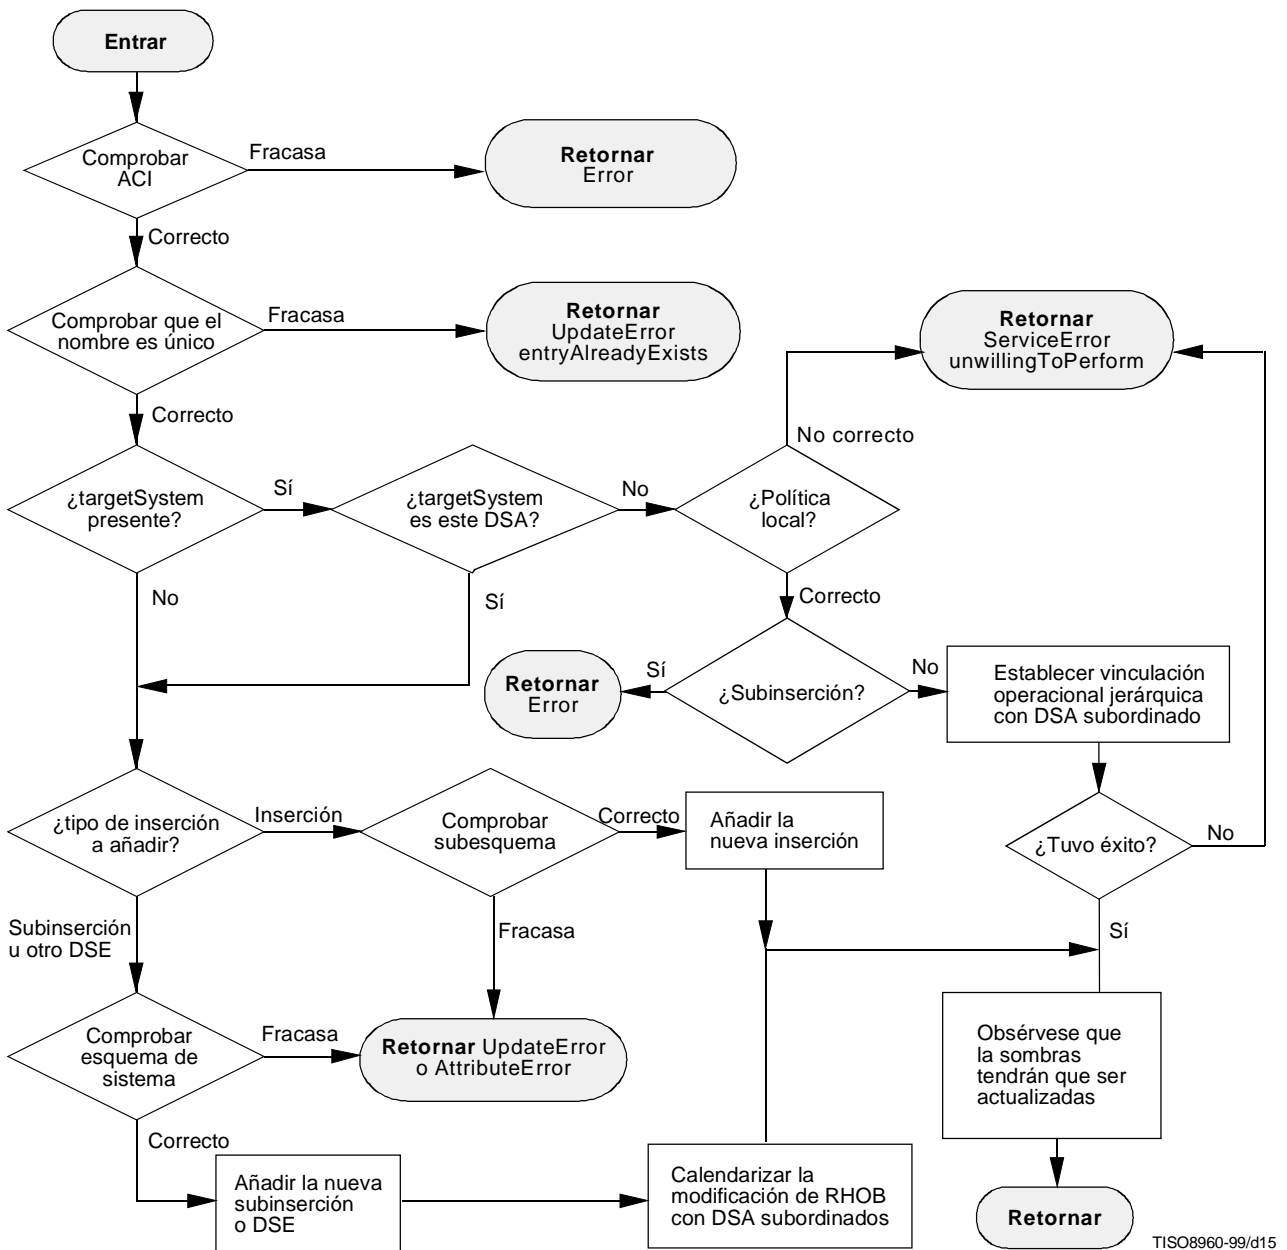 Entrar
Comprobar
ACI
Fracasa
Retornar
Error
Correcto
Comprobar que el
nombre es único
Fracasa
Retornar
UpdateError
entryAlreadyExists
Retornar
ServiceError
unwillingToPerform
Correcto
No correcto
¿targetSystem
presente?
Sí
¿targetSystem
es este DSA?
No
¿Política
local?
No
Sí
Correcto
Retornar
Error
Sí
¿Subinserción?
No
Establecer vinculación
operacional jerárquica
con DSA subordinado
¿tipo de inserción
a añadir?
Inserción
Comprobar
subesquema
Correcto
Añadir la
nueva inserción
¿Tuvo éxito?
No
Subinserción
u otro DSE
Fracasa
Sí
Comprobar
esquema de
sistema
Fracasa
Retornar UpdateError
o AttributeError
Obsérvese que
la sombras
tendrán que ser
actualizadas
Correcto
Añadir la nueva
subinserción
o DSE
Calendarizar la
modificación de RHOB
con DSA subordinados
Retornar
TISO8960-99/d15